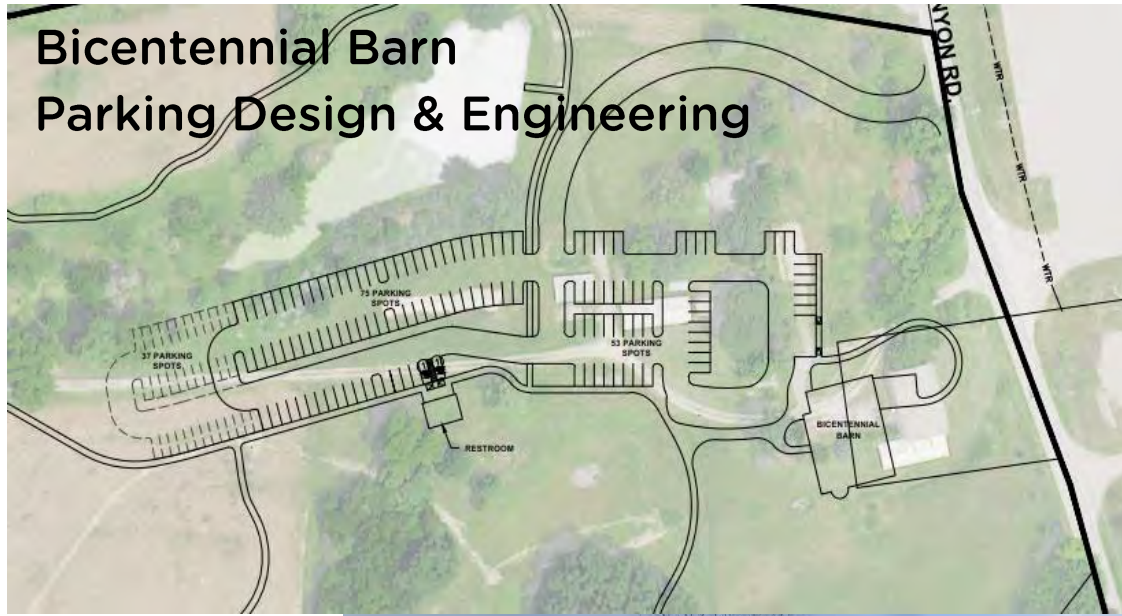 Bicentennial Barn
Parking Design & Engineering
NYON RD.
WTR
WTR
WTR
75 PARKING
SPOTS
37 PARKING
SPOTS
53 PARKING
SPOTS
BICENTENNIAL
BARN
RESTROOM